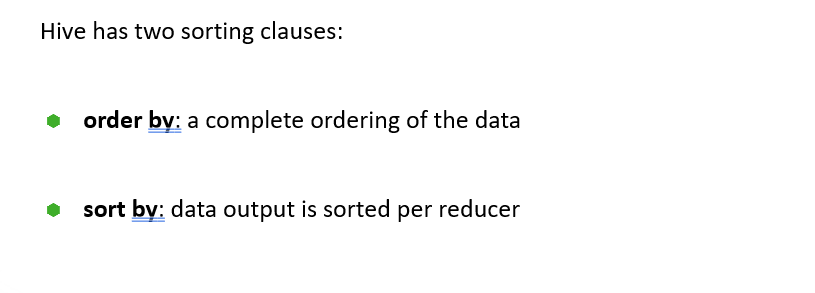 Hive has two sorting clauses:
order by: a complete ordering of the data
sort by: data output is sorted per reducer